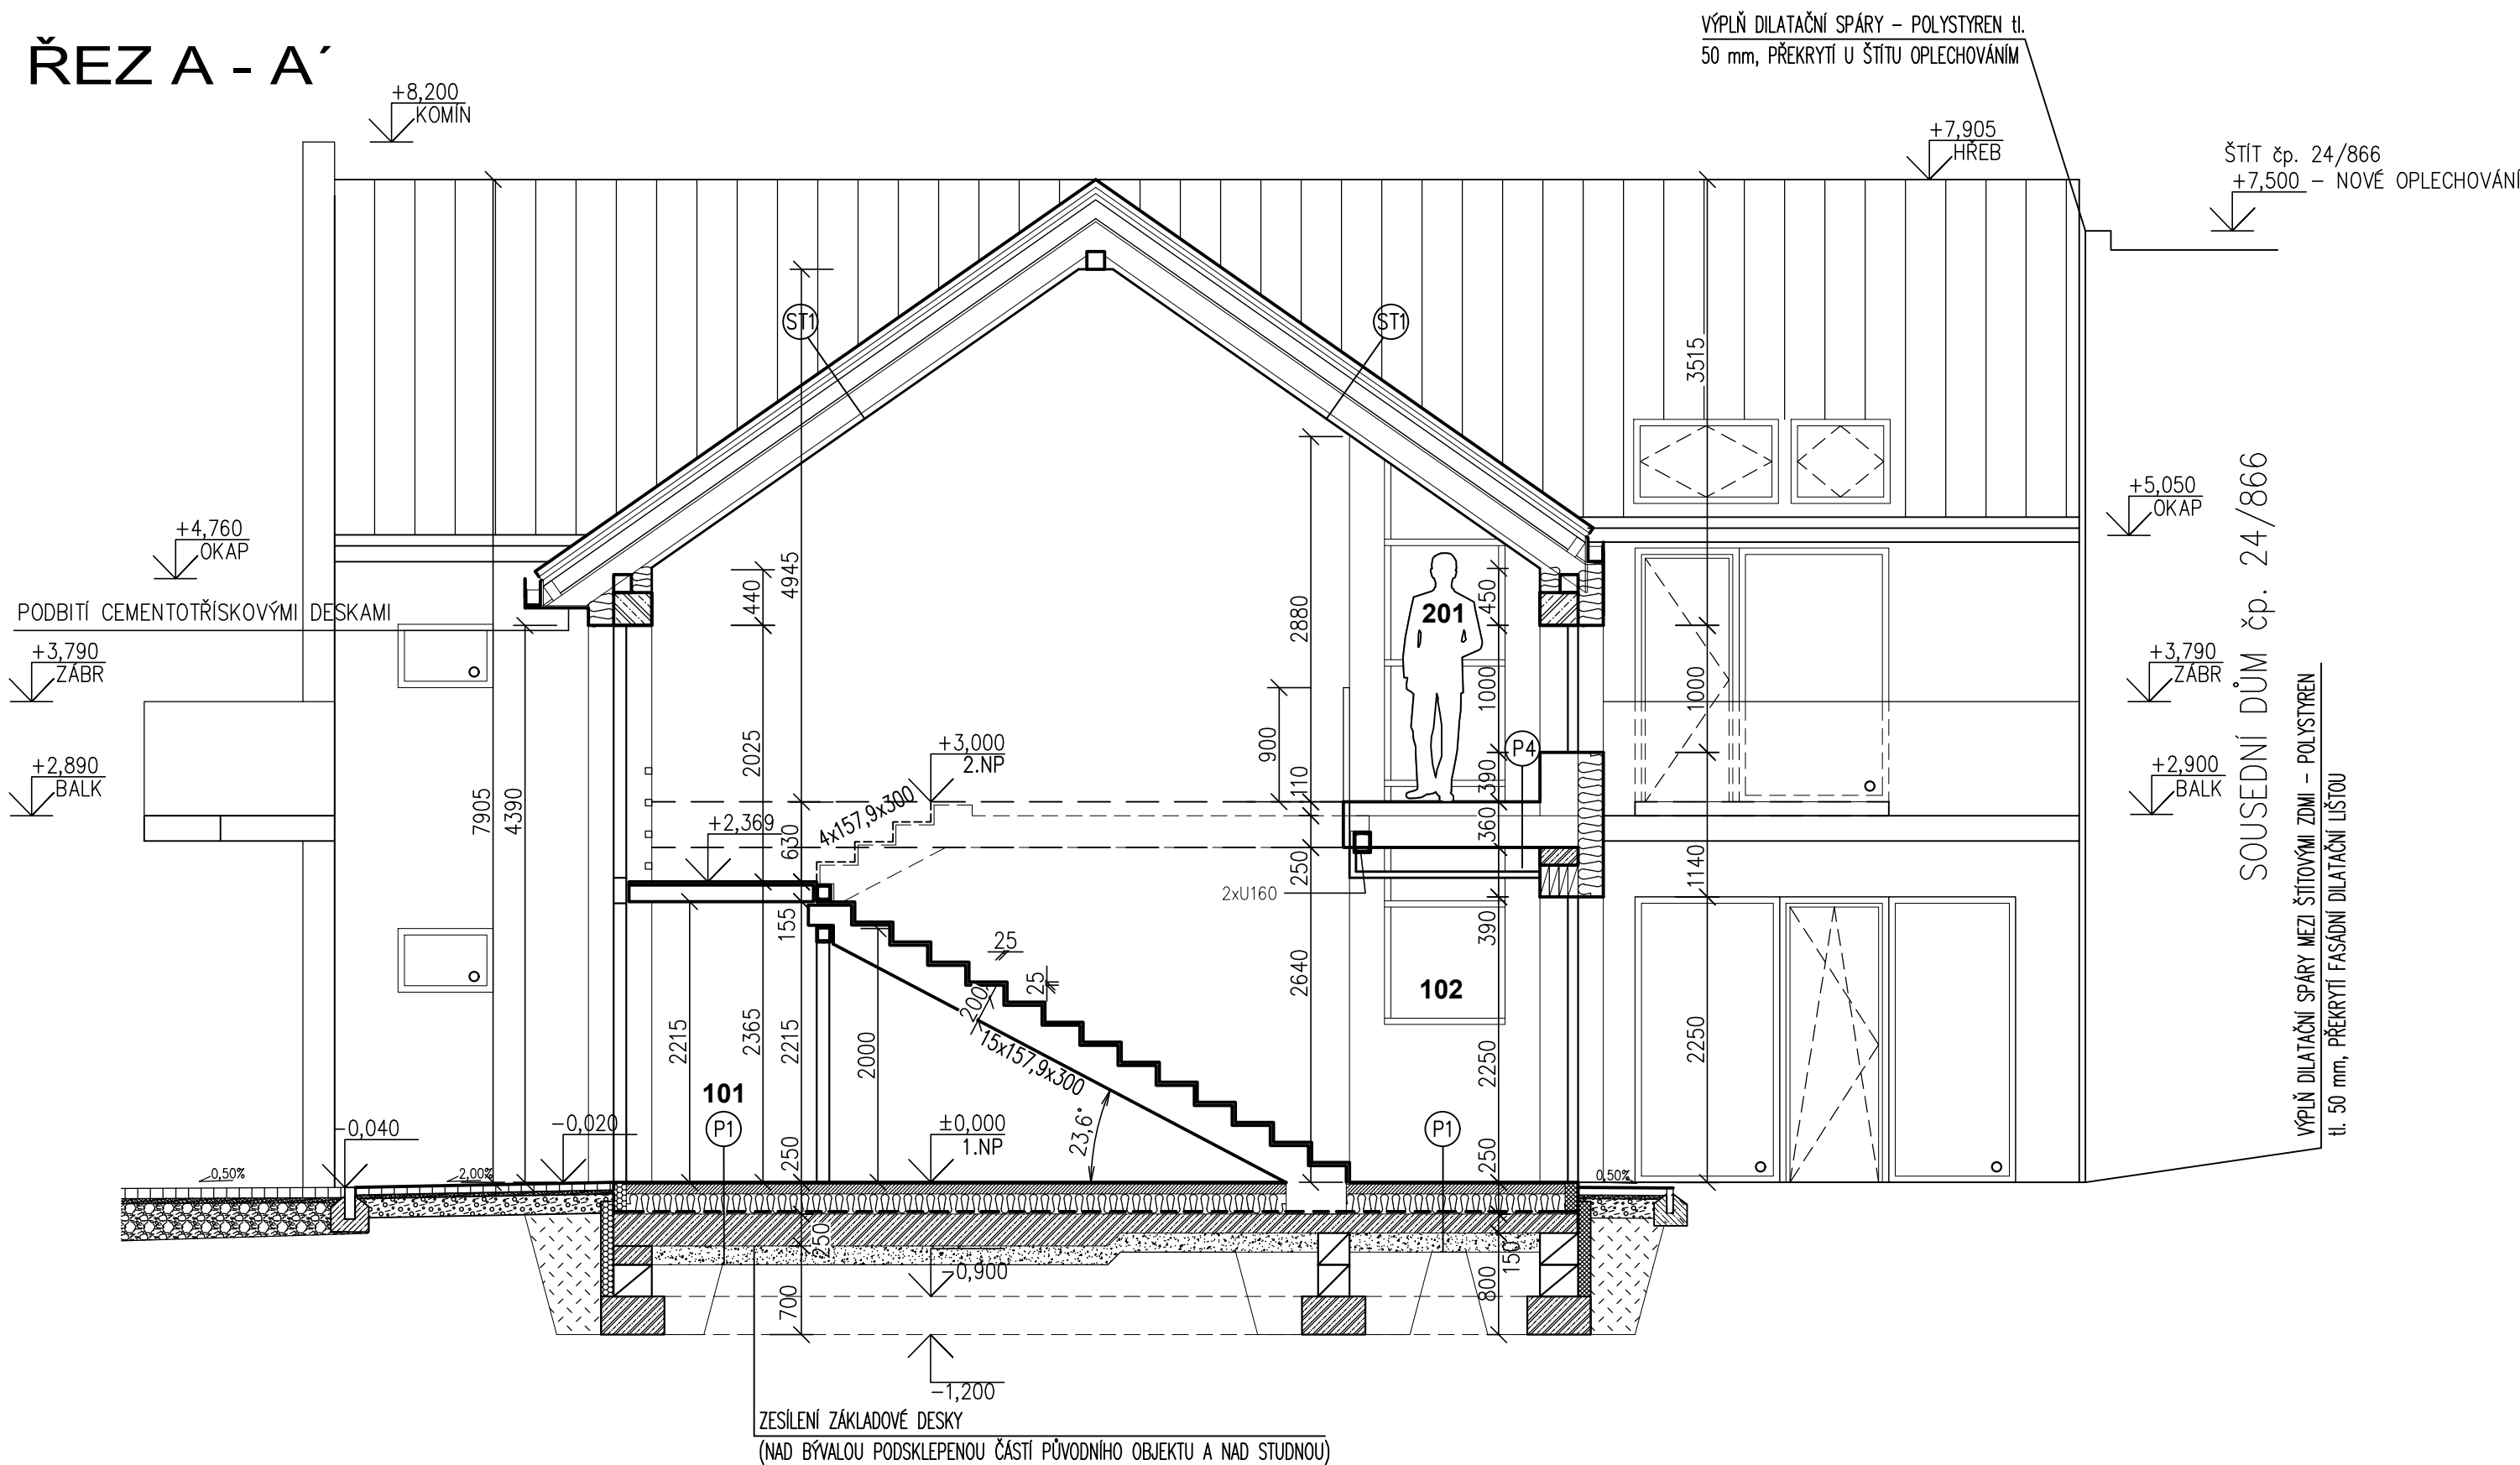 ŘEZ A - A´
VÝPLŇ DILATAČNÍ SPÁRY – POLYSTYREN tl.
50 mm, PŘEKRYTÍ U ŠTÍTU OPLECHOVÁNÍM
+8,200
KOMÍN
+7,905
HŘEB
ŠTÍT čp. 24/866
+7,500 – NOVÉ OPLECHOVÁNÍ
ST1
ST1
3515
+4,760
OKAP
+5,050
OKAP
PODBITÍ CEMENTOTŘÍSKOVÝMI DESKAMI
440
4945
2880
201
450
+3,790
ZÁBR
+3,790
ZÁBR
1000
1000
2025
900
P4
+3,000
2.NP
+2,890
BALK
+2,900
BALK
7905
4390
110
390
4x157,9x300
+2,369
630
360
250
1140
2xU160
155
390
SOUSEDNÍ DŮM čp. 24/866
25
25
200
2640
102
2215
2365
2215
2000
15x157,9x300
2250
2250
101
P1
P1
-0,040
-0,020
±0,000
1.NP
23,6°
250
250
0,50%
2,00%
0,50%
250
150
-0,900
700
800
-1,200
VÝPLŇ DILATAČNÍ SPÁRY MEZI ŠTÍTOVÝMI ZDMI – POLYSTYREN
tl. 50 mm, PŘEKRYTÍ FASÁDNÍ DILATAČNÍ LIŠTOU
ZESÍLENÍ ZÁKLADOVÉ DESKY
(NAD BÝVALOU PODSKLEPENOU ČÁSTÍ PŮVODNÍHO OBJEKTU A NAD STUDNOU)